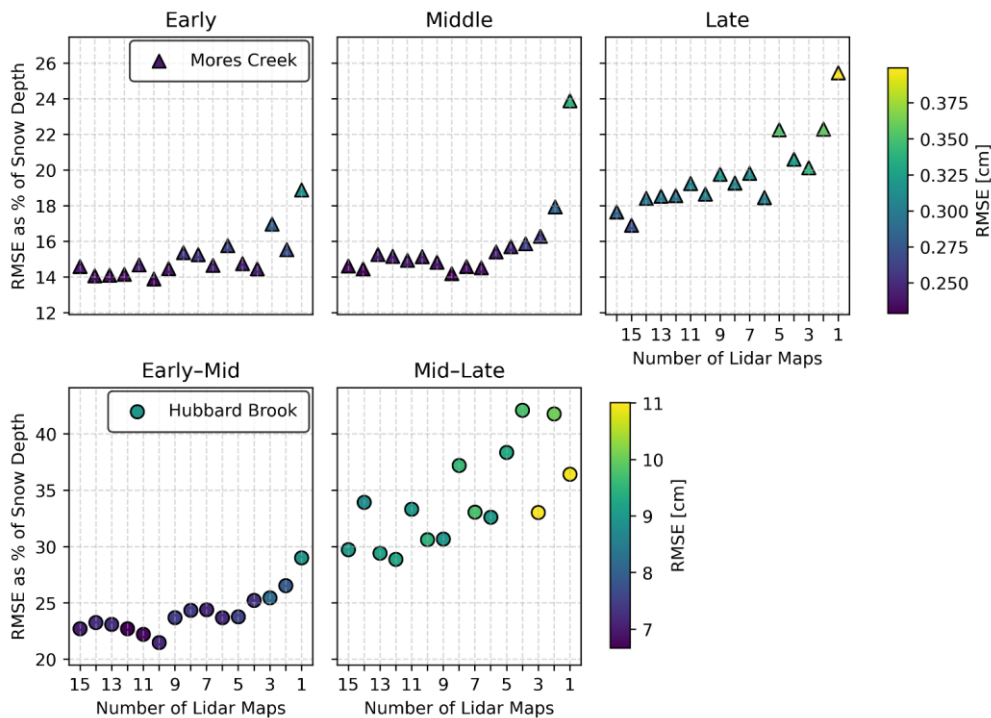 Early
Middle
Late
RMSE as % of Snow Depth
26
24
22
20
18
16
14
12
Mores Creek
15 13 11 9 7 5 3 1
Number of Lidar Maps
0.375
0.350
0.325
0.300
0.275
0.250
RMSE [cm]
Early–Mid
Mid–Late
RMSE as % of Snow Depth
40
35
30
25
20
Hubbard Brook
15 13 11 9 7 5 3 1
Number of Lidar Maps
15 13 11 9 7 5 3 1
Number of Lidar Maps
11
10
9
8
7
RMSE [cm]